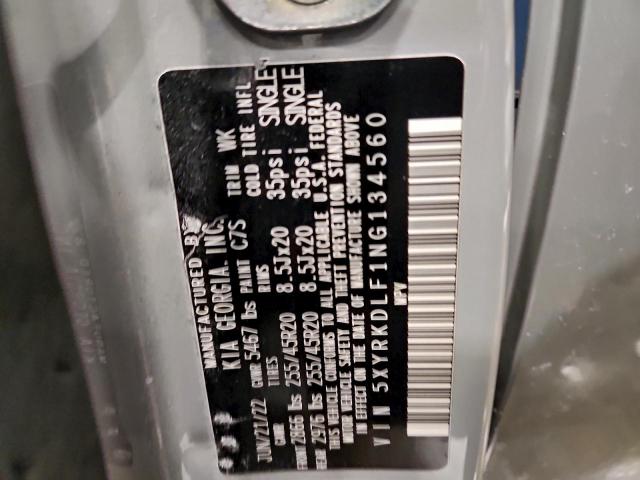 MANUFACTURED BY
KIA GEORGIA, INC.
JUN/21/22 GVWR 5467 lbs PAINT C7S TRIM WK
GAWR TIRES RIMS COLD TIRE INFL
FRONT 2866 lbs 255/45R20 8.5Jx20 35psi SINGLE
REAR 2976 lbs 255/45R20 8.5Jx20 35psi SINGLE
THIS VEHICLE CONFORMS TO ALL APPLICABLE U.S.A. FEDERAL
MOTOR VEHICLE SAFETY AND THEFT PREVENTION STANDARDS
IN EFFECT ON THE DATE OF MANUFACTURE SHOWN ABOVE
VIN 5XYRKDLF1NG134560
MPV